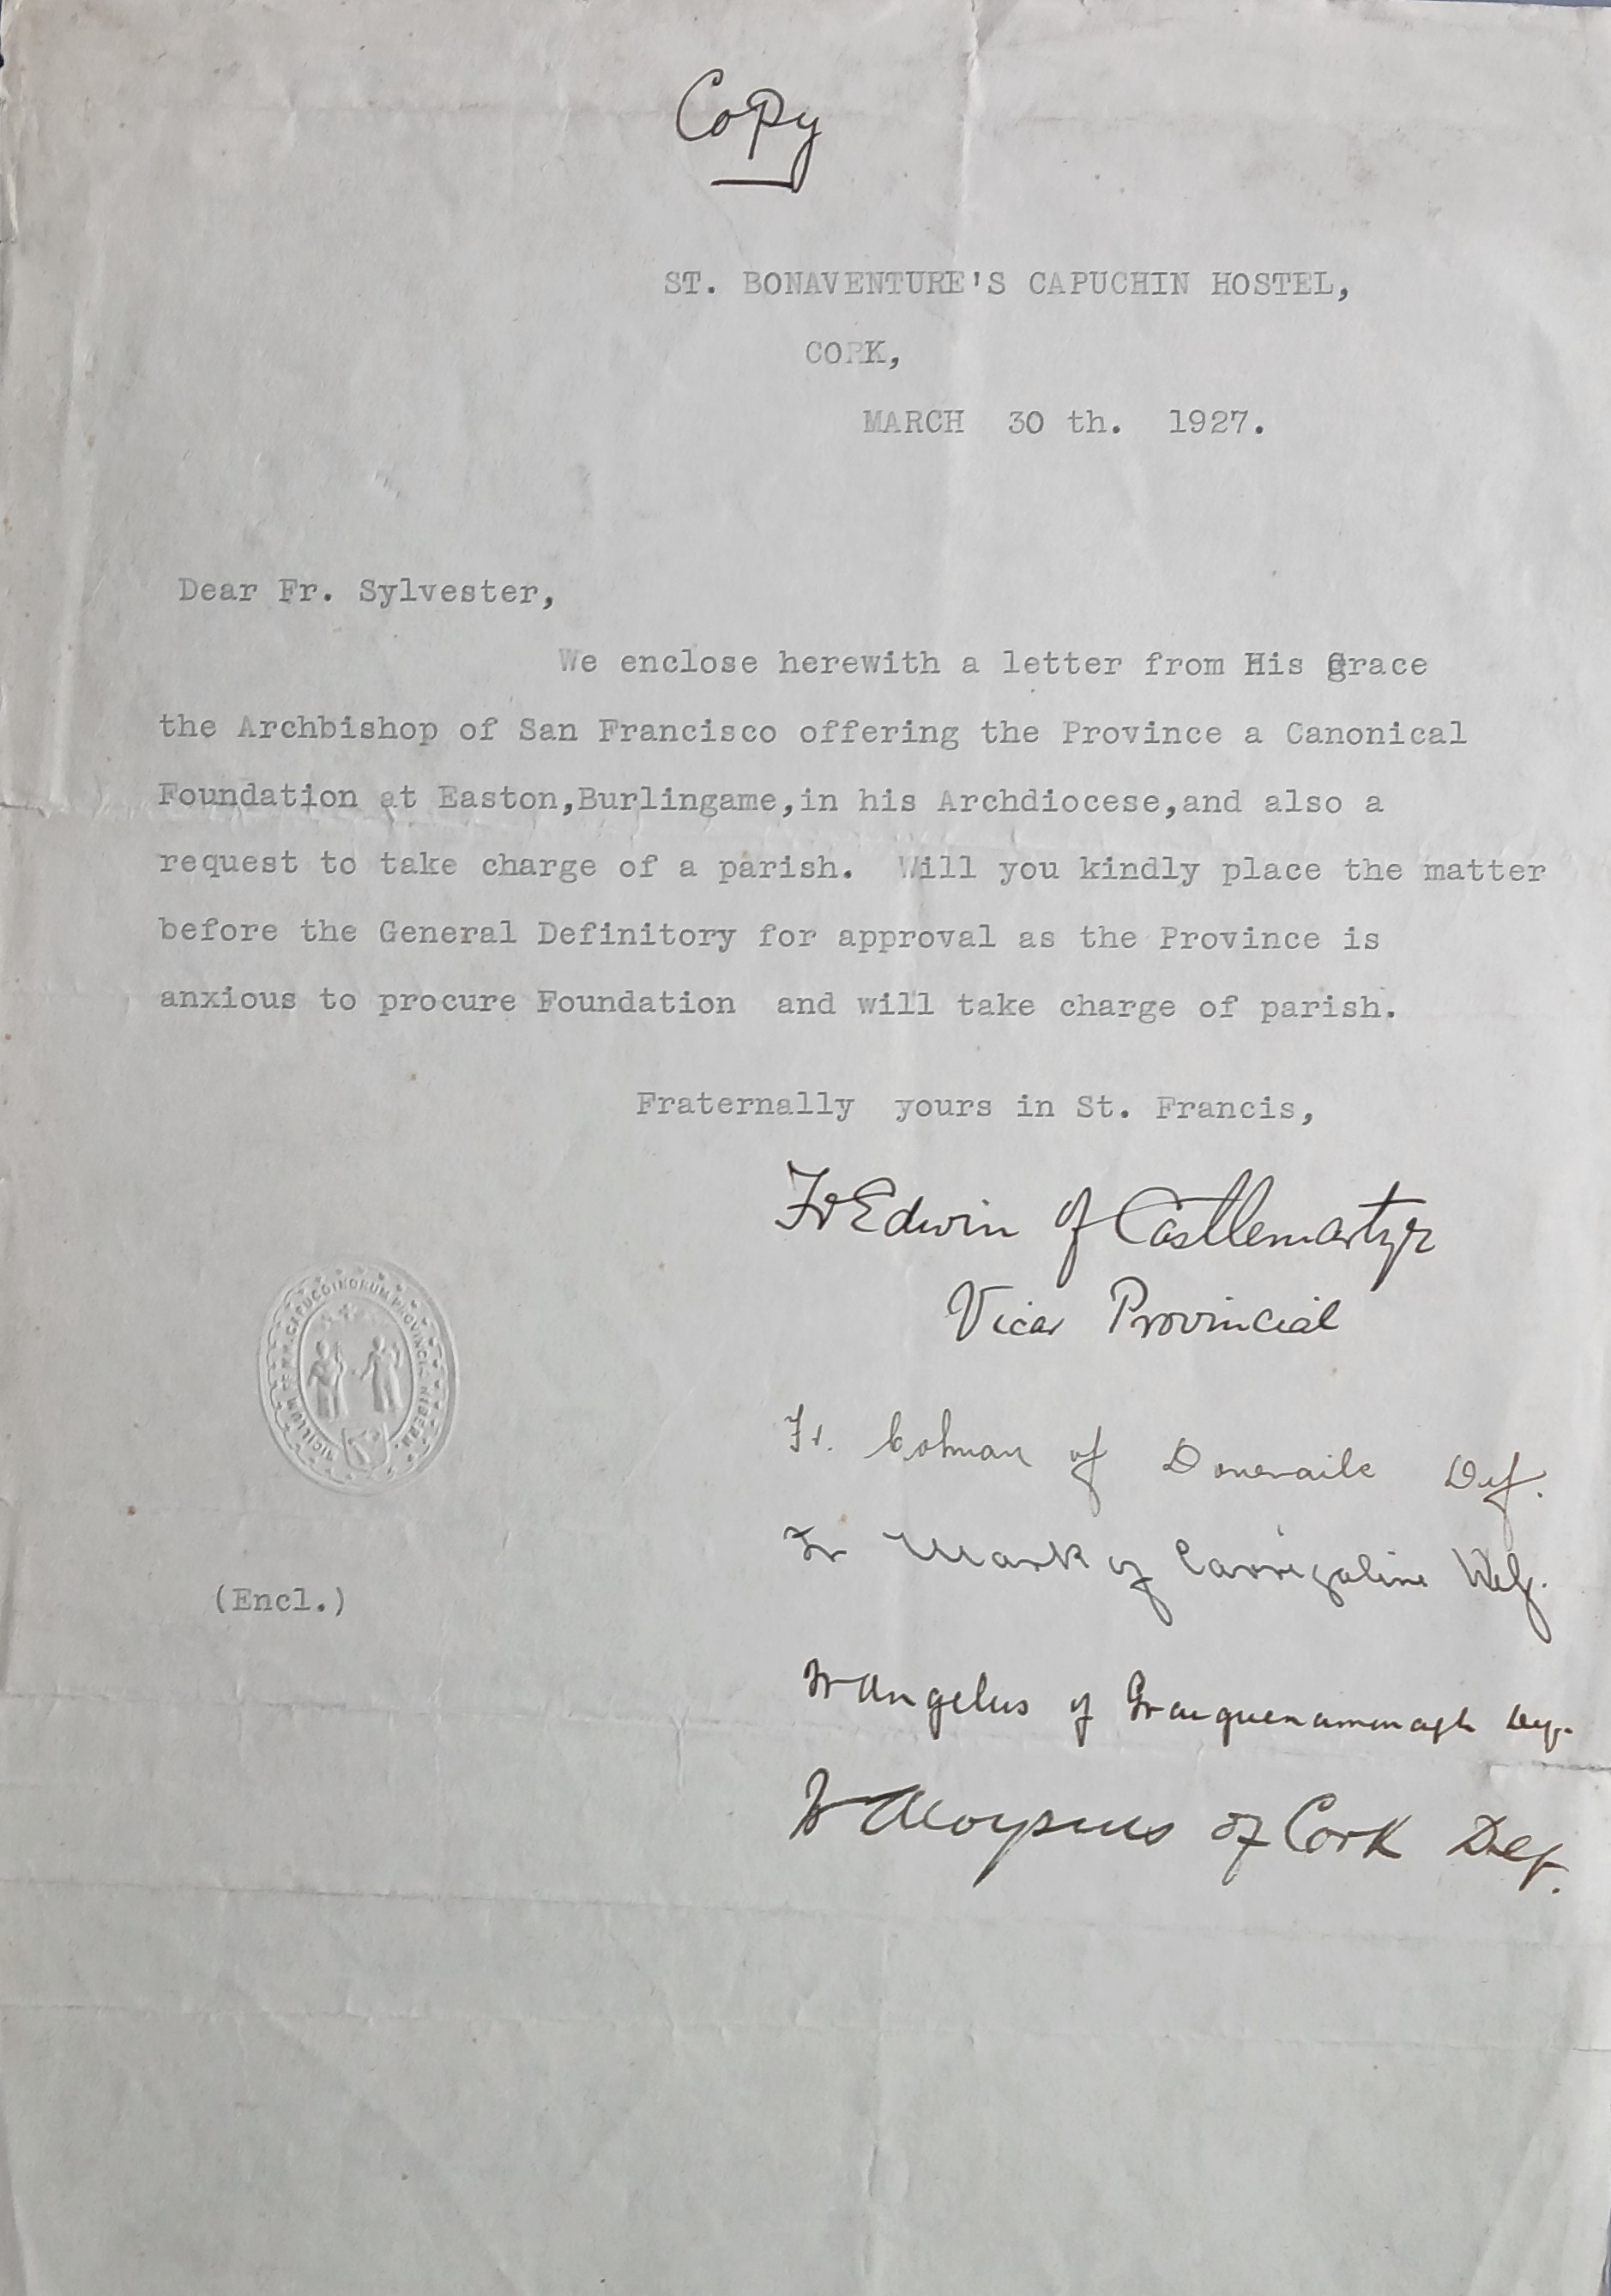 Copy
ST. BONAVENTURE'S CAPUCHIN HOSTEL,
CORK,
MARCH 30 th. 1927.
Dear Fr. Sylvester,
We enclose herewith a letter from His Grace
the Archbishop of San Francisco offering the Province a Canonical
Foundation at Easton,Burlingame,in his Archdiocese,and also a
request to take charge of a parish. Will you kindly place the matter
before the General Definitory for approval as the Province is
anxious to procure Foundation and will take charge of parish.
Fraternally yours in St. Francis,
Fr Edwin of Castlemartyr
Vicar Provincial
Fr. Colman of Doneraile Def.
Fr Mark of Carrigaline Def.
Fr Angelus of Graiguenamanagh Def.
Fr Aloysius of Cork Def.
(Encl.)